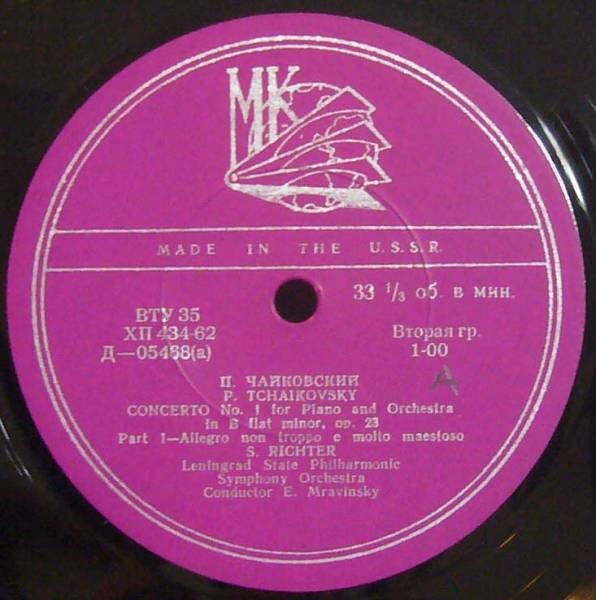 МК
MADE IN THE U.S.S.R.
33 1/3 об. в мин.
ВТУ 35
ХП 434-62
Д—05468(а)
Вторая гр.
1-00
A
П. ЧАЙКОВСКИЙ
P. TCHAIKOVSKY
CONCERTO No. 1 for Piano and Orchestra
in B flat minor, op. 23
Part 1—Allegro non troppo e molto maestoso
S. RICHTER
Leningrad State Philharmonic
Symphony Orchestra
Conductor E. Mravinsky